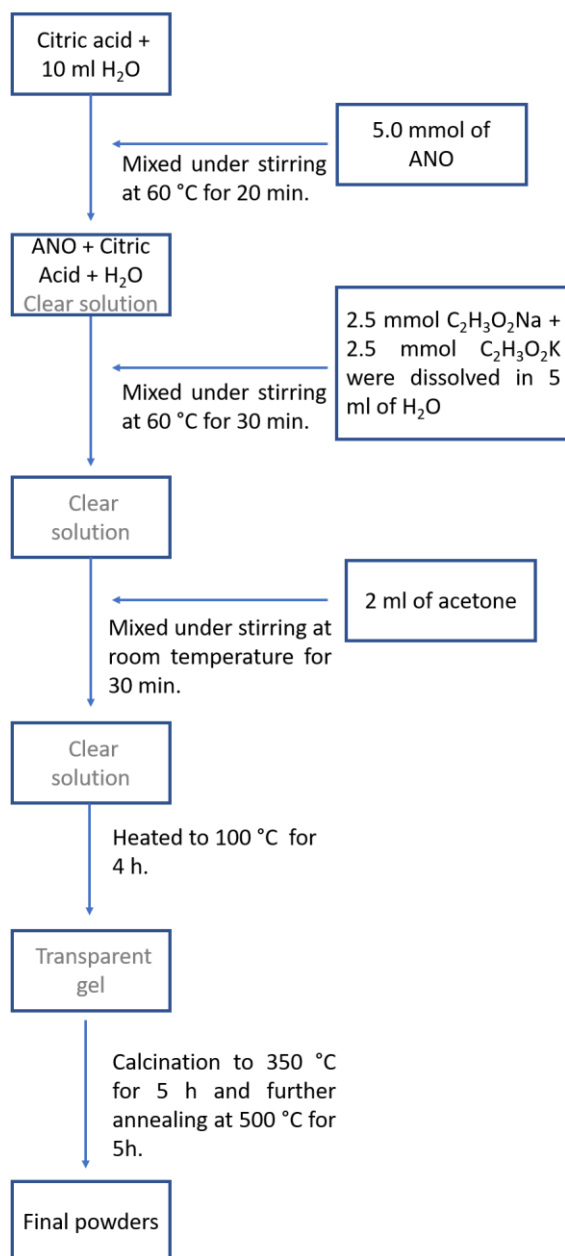 Citric acid +
10 ml H₂O
5.0 mmol of
ANO
Mixed under stirring
at 60 °C for 20 min.
ANO + Citric
Acid + H₂O
Clear solution
2.5 mmol C₂H₃O₂Na +
2.5 mmol C₂H₃O₂K
were dissolved in 5
ml of H₂O
Mixed under stirring
at 60 °C for 30 min.
Clear
solution
2 ml of acetone
Mixed under stirring at
room temperature for
30 min.
Clear
solution
Heated to 100 °C for
4 h.
Transparent
gel
Calcination to 350 °C
for 5 h and further
annealing at 500 °C for
5h.
Final powders